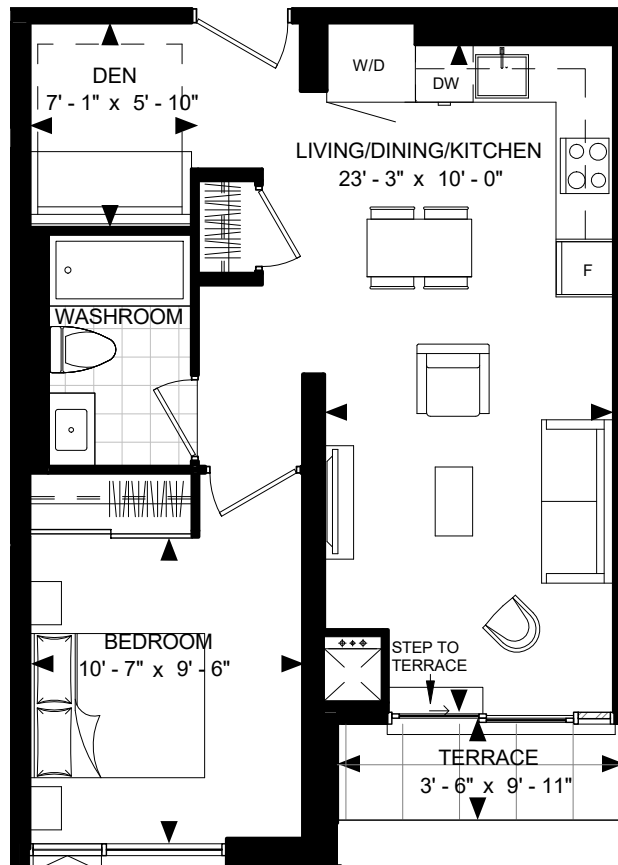 DEN
7' - 1" x 5' - 10"
W/D
DW
LIVING/DINING/KITCHEN
23' - 3" x 10' - 0"
F
WASHROOM
BEDROOM
10' - 7" x 9' - 6"
STEP TO
TERRACE
TERRACE
3' - 6" x 9' - 11"